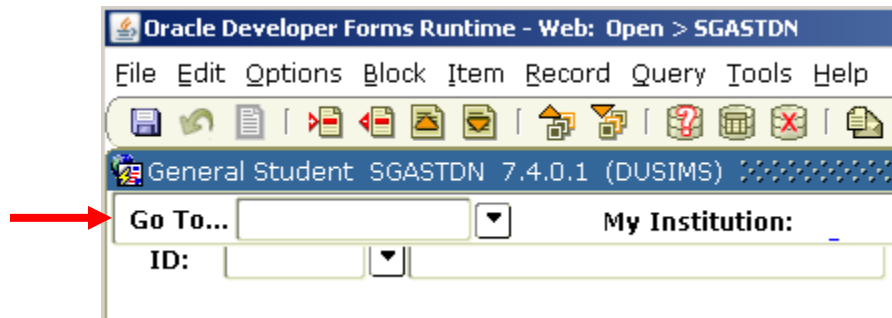 Oracle Developer Forms Runtime - Web: Open > SGASTDN
File Edit Options Block Item Record Query Tools Help
General Student SGASTDN 7.4.0.1 (DUSIMS)
Go To... My Institution:
ID: